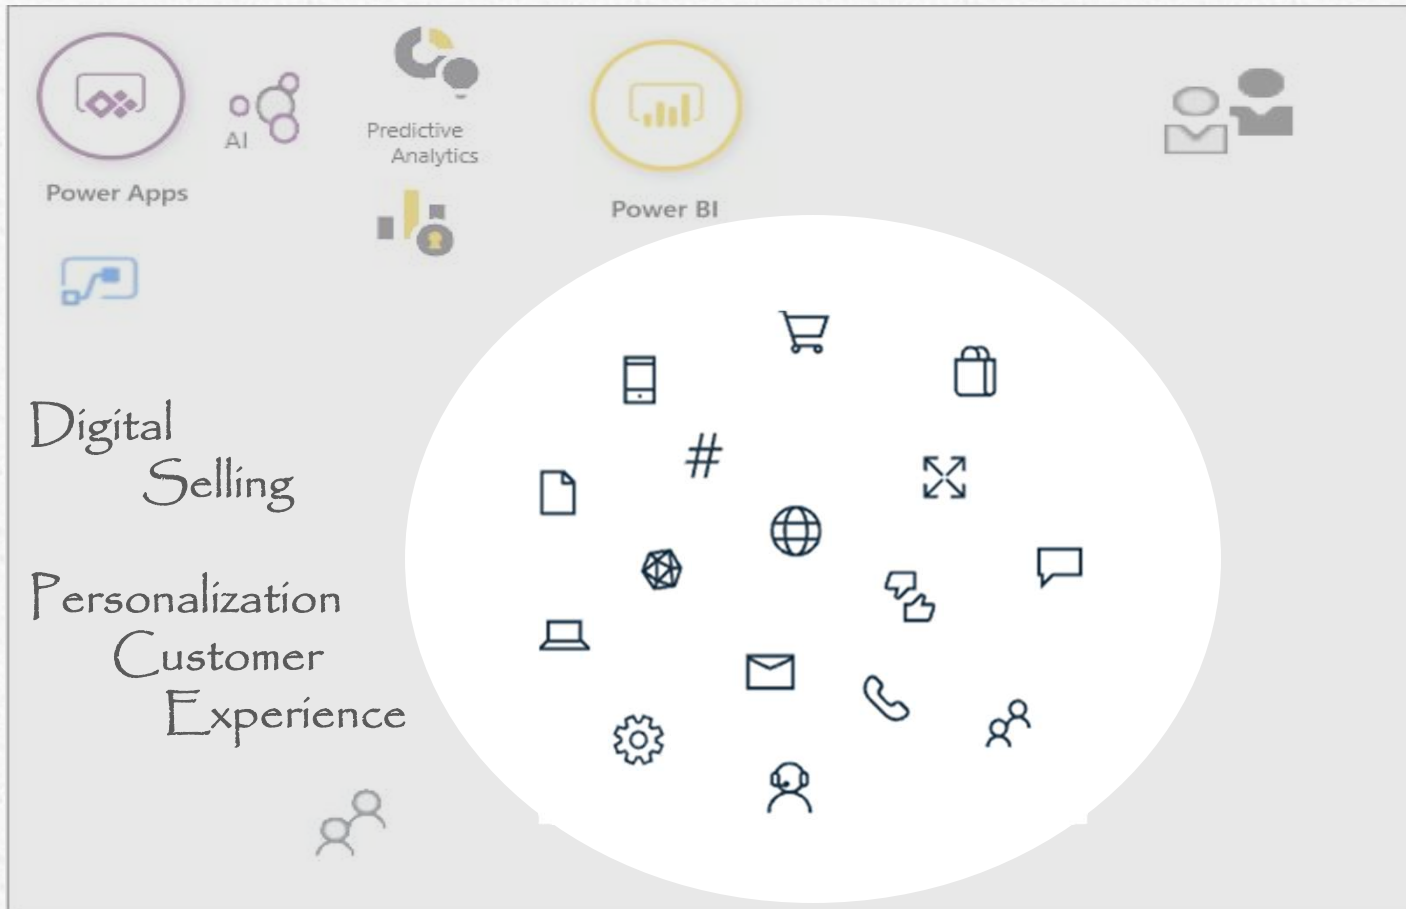 Power Apps
AI
Predictive
Analytics
Power BI
Digital
Selling
Personalization
Customer
Experience
#